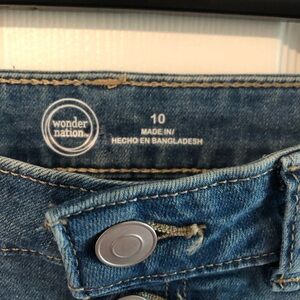 wonder
nation.
10
MADE IN/
HECHO EN BANGLADESH